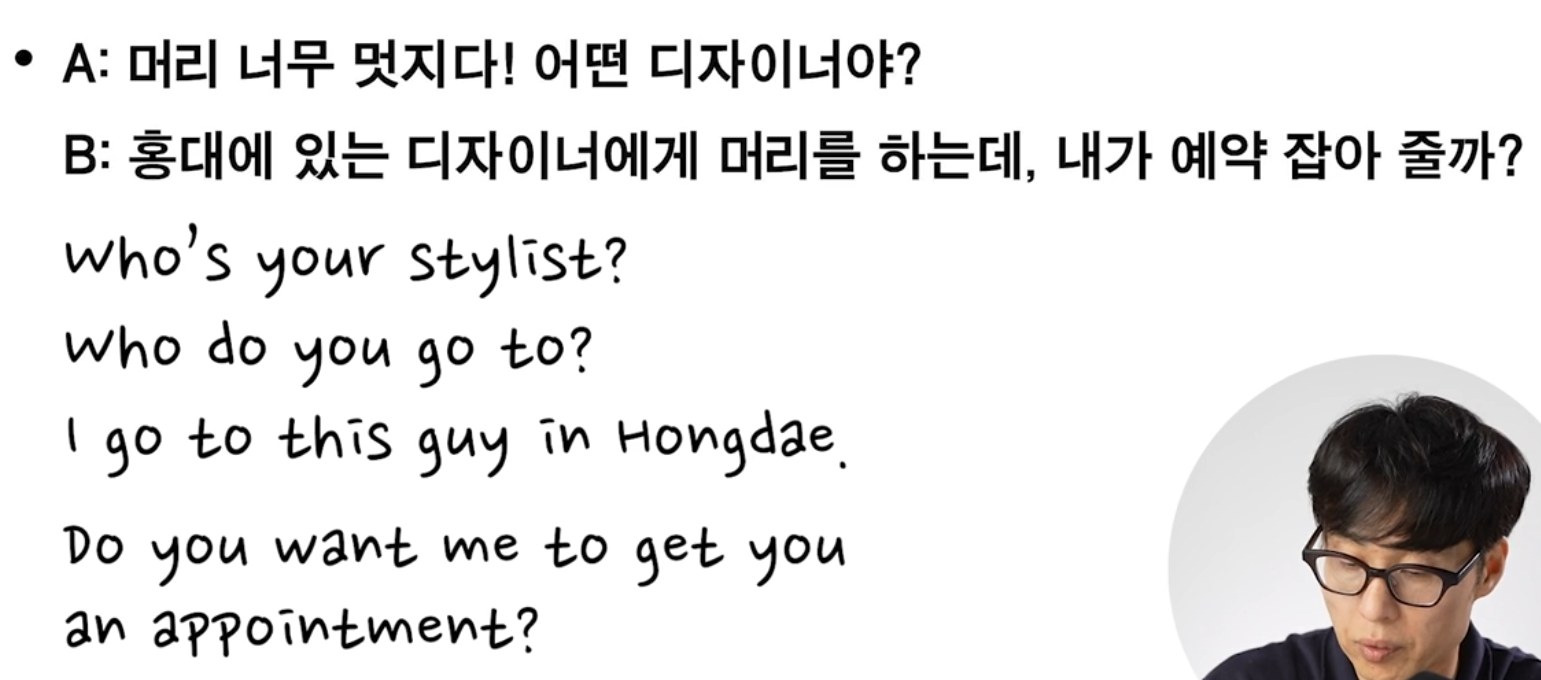 • A: 머리 너무 멋지다! 어떤 디자이너야?
B: 홍대에 있는 디자이너에게 머리를 하는데, 내가 예약 잡아 줄까?
Who's your stylist?
Who do you go to?
I go to this guy in Hongdae.
Do you want me to get you
an appointment?